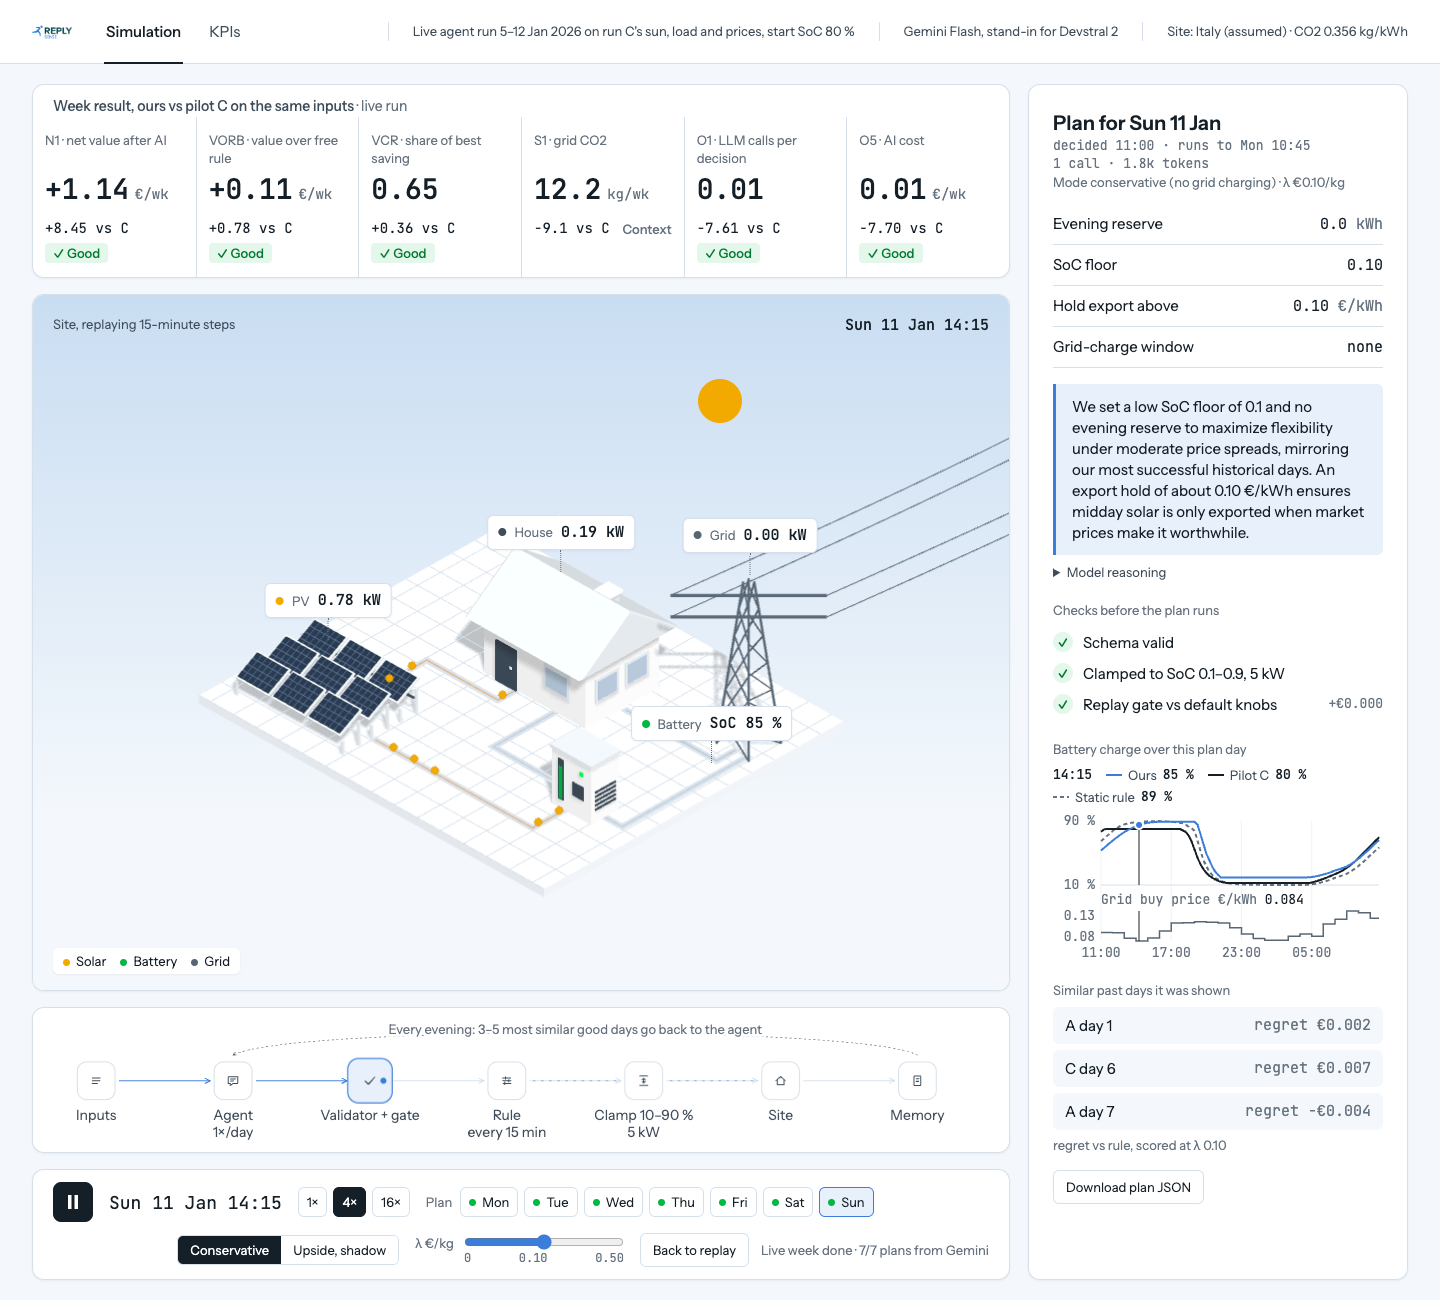 REPLY
Simulation
KPIs
Live agent run 5–12 Jan 2026 on run C's sun, load and prices, start SoC 80 %
Gemini Flash, stand-in for Devstral 2
Site: Italy (assumed) · CO2 0.356 kg/kWh
Week result, ours vs pilot C on the same inputs · live run
N1 · net value after AI
+1.14 €/wk
+8.45 vs C
Good
VORB · value over free
rule
+0.11 €/wk
+0.78 vs C
Good
VCR · share of best
saving
0.65
+0.36 vs C
Good
S1 · grid CO2
12.2 kg/wk
-9.1 vs C Context
O1 · LLM calls per
decision
0.01
-7.61 vs C
Good
O5 · AI cost
0.01 €/wk
-7.70 vs C
Good
Site, replaying 15-minute steps
Sun 11 Jan 14:15
House 0.19 kW
Grid 0.00 kW
PV 0.78 kW
Battery SoC 85 %
Solar
Battery
Grid
Every evening: 3–5 most similar good days go back to the agent
Inputs
Agent
1×/day
Validator + gate
Rule
every 15 min
Clamp 10–90 %
5 kW
Site
Memory
Sun 11 Jan 14:15
1×
4×
16×
Plan
Mon
Tue
Wed
Thu
Fri
Sat
Sun
Conservative
Upside, shadow
λ €/kg
0 0.10 0.50
Back to replay
Live week done · 7/7 plans from Gemini
Plan for Sun 11 Jan
decided 11:00 · runs to Mon 10:45
1 call · 1.8k tokens
Mode conservative (no grid charging) · λ €0.10/kg
Evening reserve 0.0 kWh
SoC floor 0.10
Hold export above 0.10 €/kWh
Grid-charge window none
We set a low SoC floor of 0.1 and no
evening reserve to maximize flexibility
under moderate price spreads, mirroring
our most successful historical days. An
export hold of about 0.10 €/kWh ensures
midday solar is only exported when market
prices make it worthwhile.
Model reasoning
Checks before the plan runs
Schema valid
Clamped to SoC 0.1–0.9, 5 kW
Replay gate vs default knobs +€0.000
Battery charge over this plan day
14:15 Ours 85 % Pilot C 80 %
Static rule 89 %
90 %
10 %
Grid buy price €/kWh 0.084
0.13
0.08
11:00 17:00 23:00 05:00
Similar past days it was shown
A day 1 regret €0.002
C day 6 regret €0.007
A day 7 regret -€0.004
regret vs rule, scored at λ 0.10
Download plan JSON